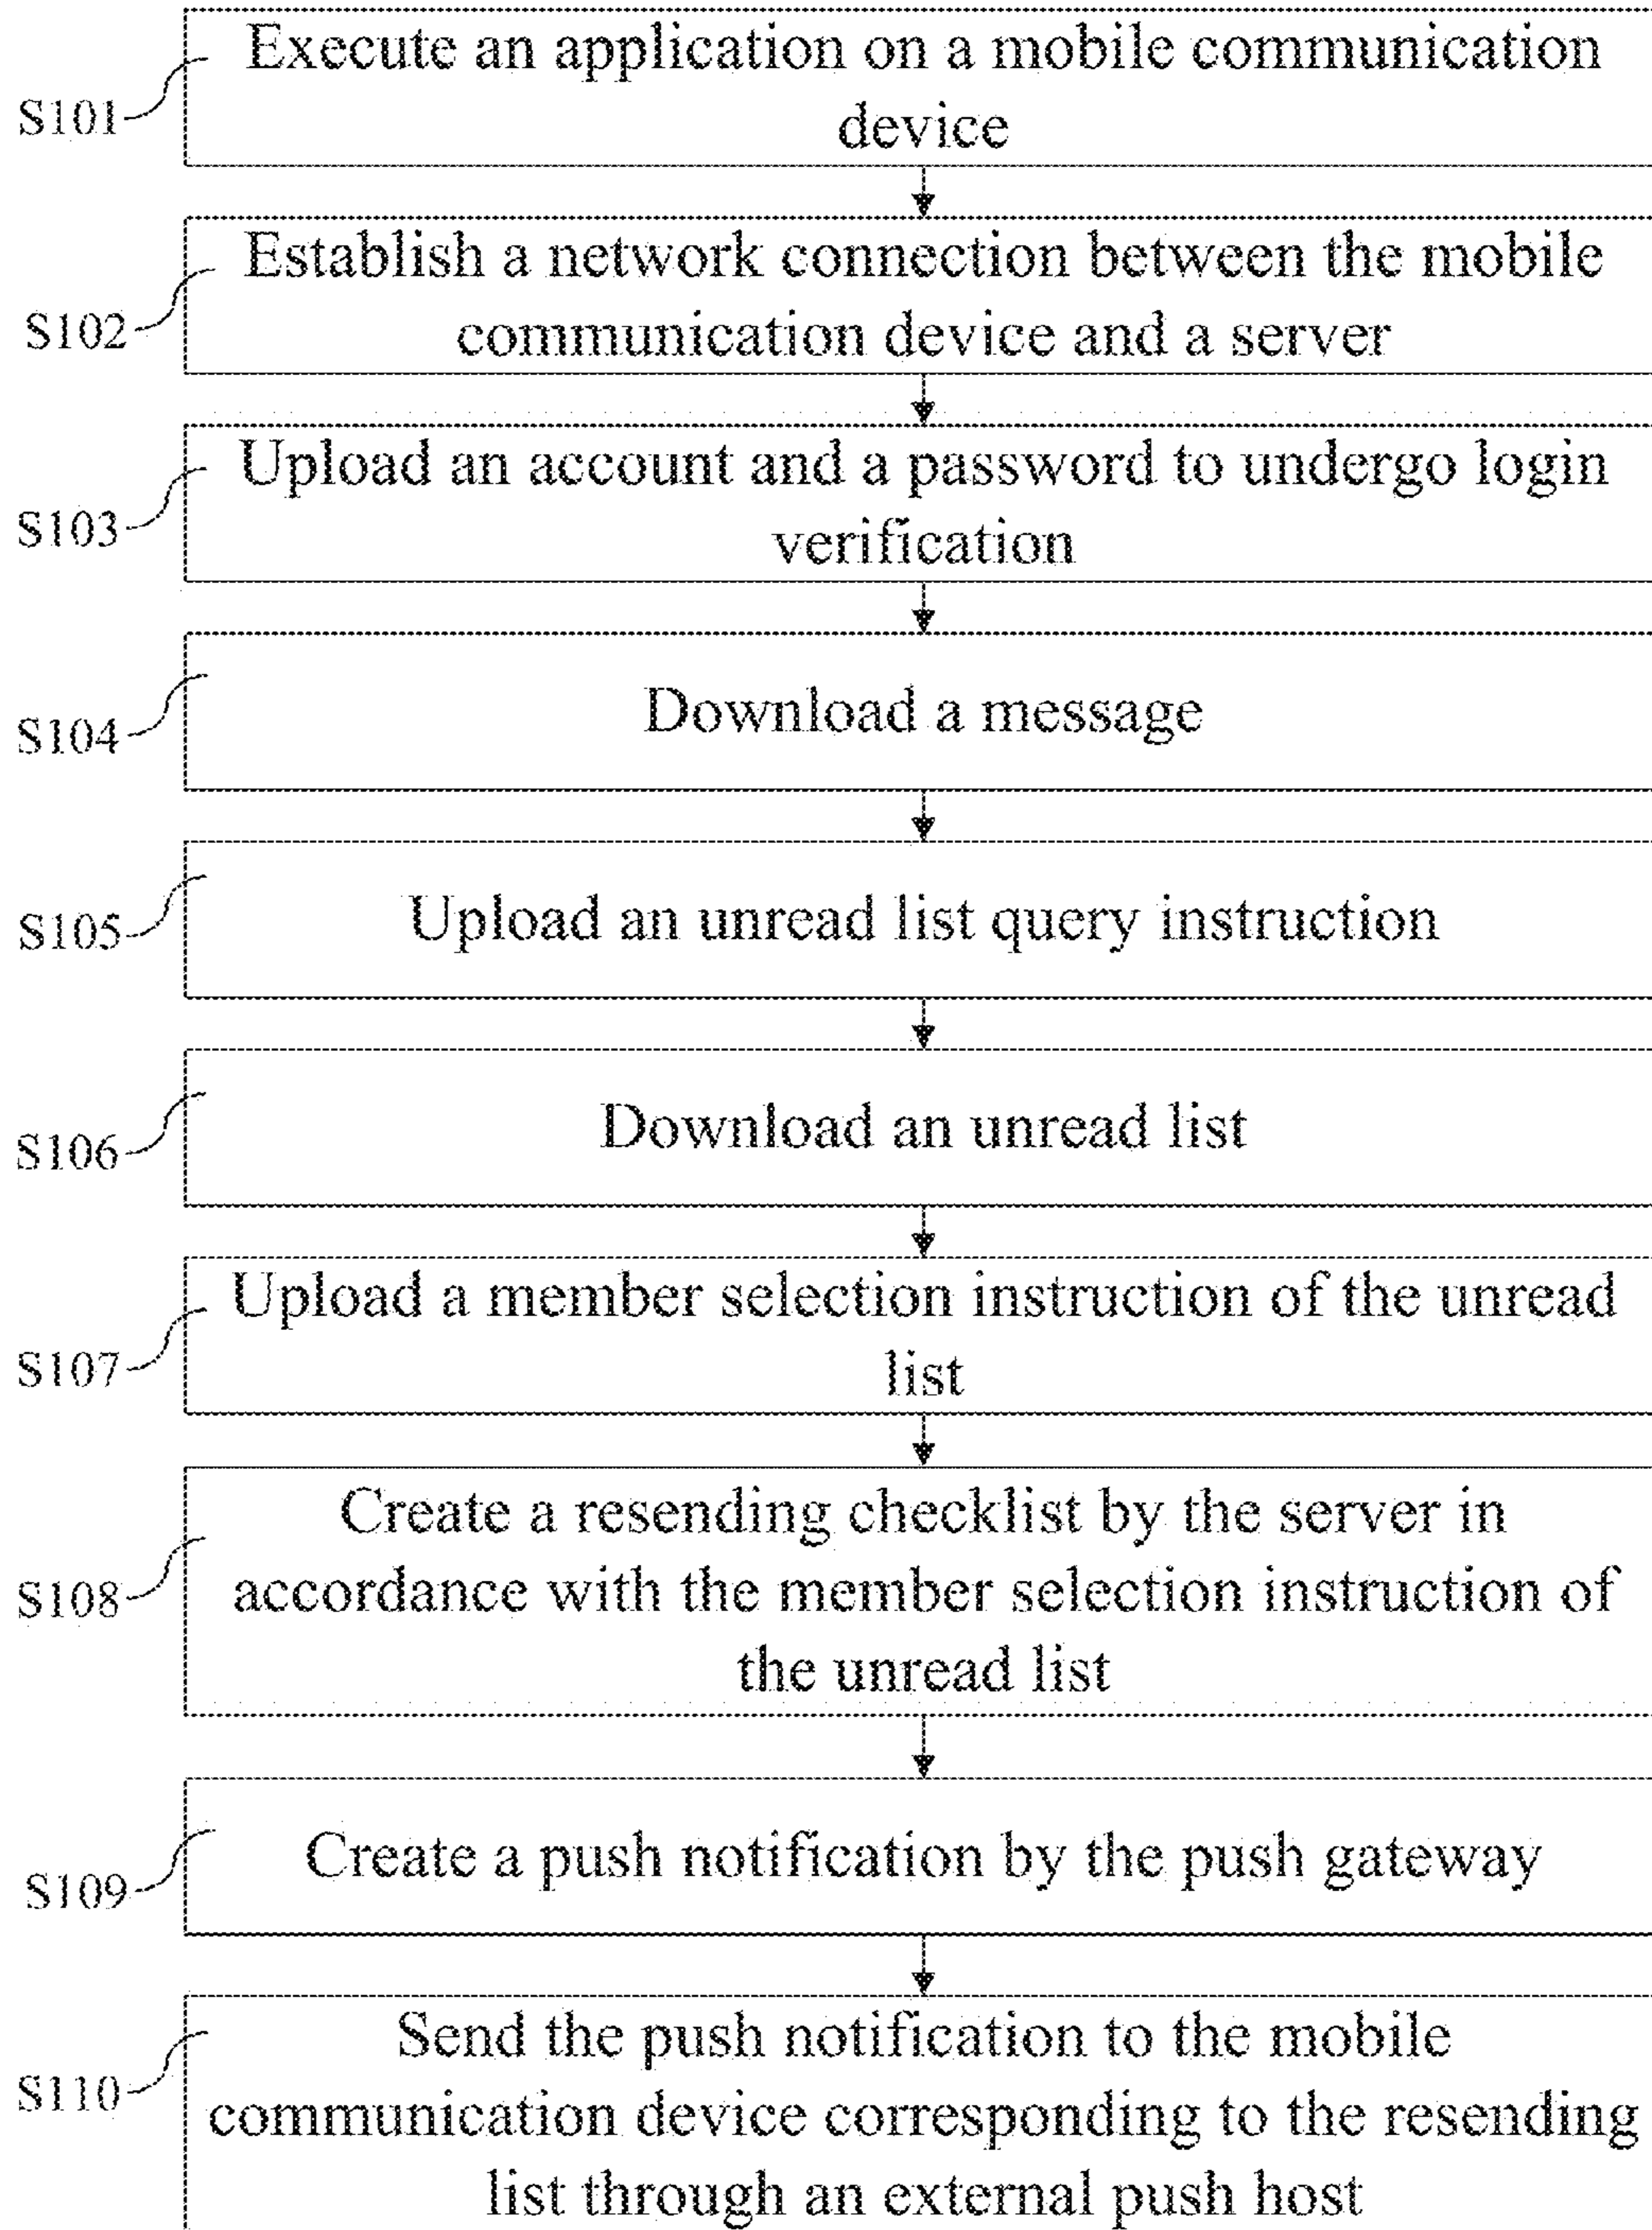 Execute an application on a mobile communication
device
S101
Establish a network connection between the mobile
communication device and a server
S102
Upload an account and a password to undergo login
verification
S103
Download a message
S104
Upload an unread list query instruction
S105
Download an unread list
S106
Upload a member selection instruction of the unread
list
S107
Create a resending checklist by the server in
accordance with the member selection instruction of
the unread list
S108
Create a push notification by the push gateway
S109
Send the push notification to the mobile
communication device corresponding to the resending
list through an external push host
S110